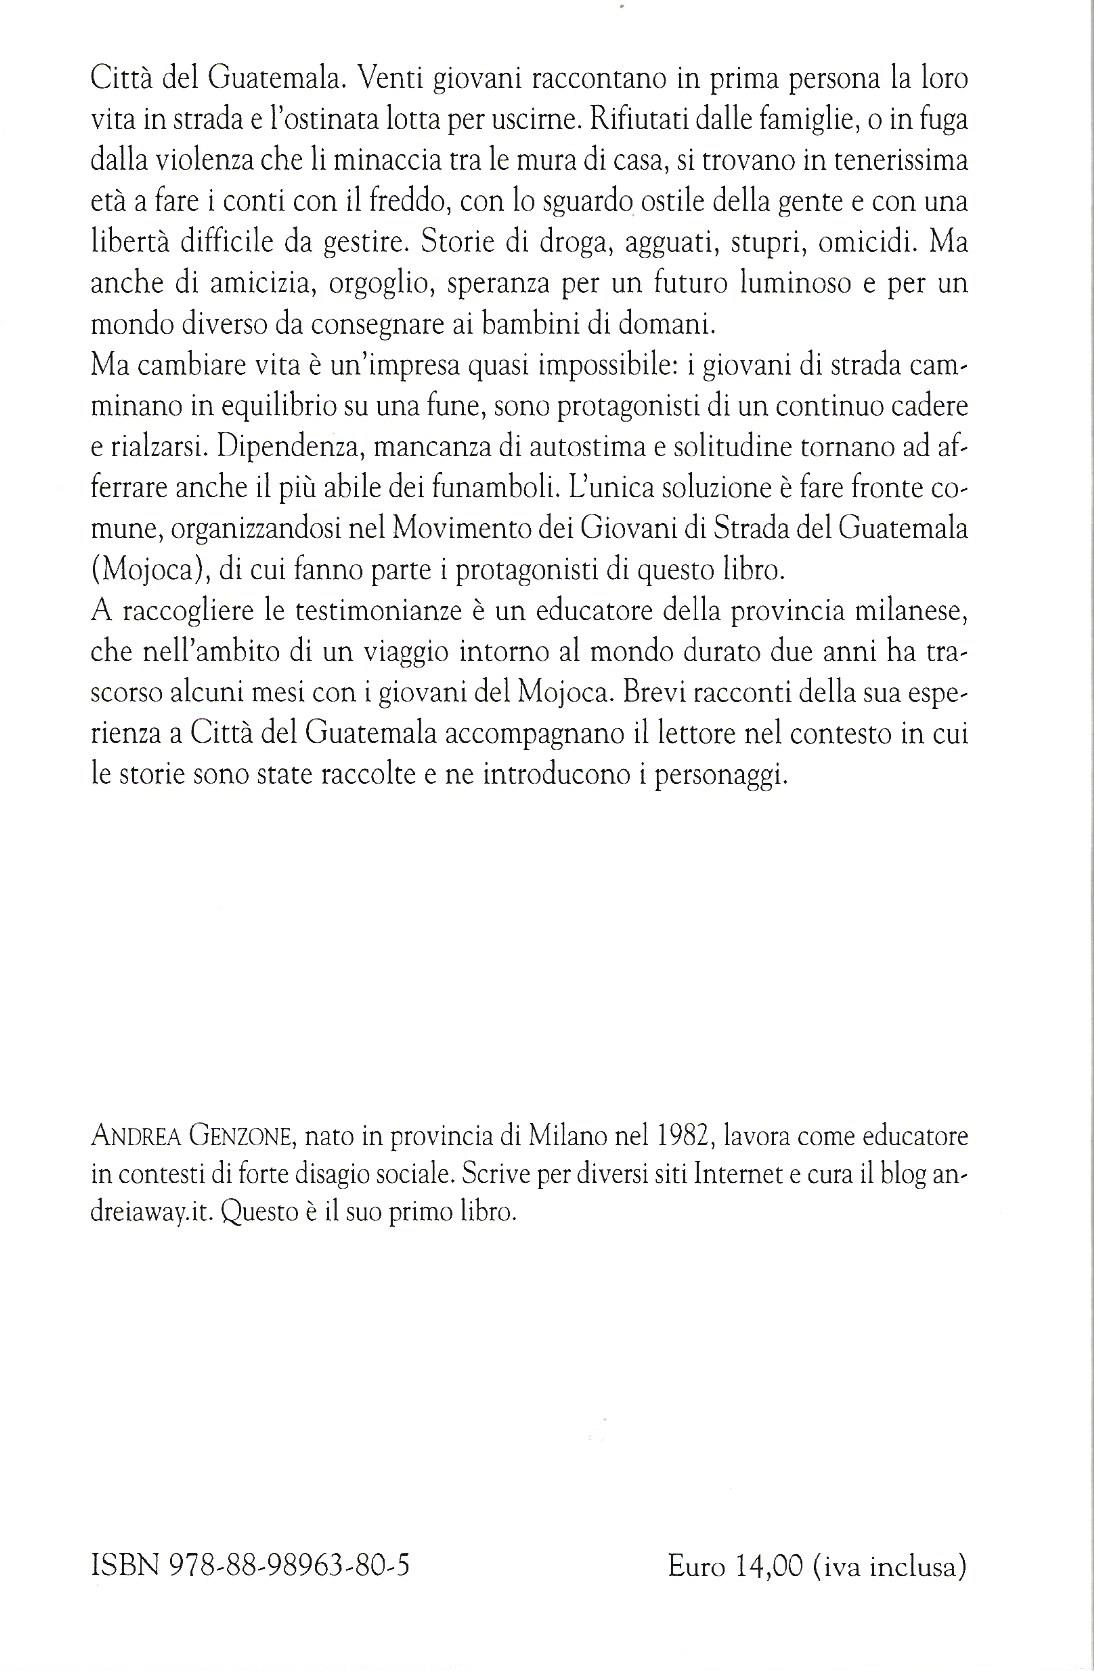 Città del Guatemala. Venti giovani raccontano in prima persona la loro
vita in strada e l'ostinata lotta per uscirne. Rifiutati dalle famiglie, o in fuga
dalla violenza che li minaccia tra le mura di casa, si trovano in tenerissima
età a fare i conti con il freddo, con lo sguardo ostile della gente e con una
libertà difficile da gestire. Storie di droga, agguati, stupri, omicidi. Ma
anche di amicizia, orgoglio, speranza per un futuro luminoso e per un
mondo diverso da consegnare ai bambini di domani.
Ma cambiare vita è un'impresa quasi impossibile: i giovani di strada cam-
minano in equilibrio su una fune, sono protagonisti di un continuo cadere
e rialzarsi. Dipendenza, mancanza di autostima e solitudine tornano ad af-
ferrare anche il più abile dei funamboli. L'unica soluzione è fare fronte co-
mune, organizzandosi nel Movimento dei Giovani di Strada del Guatemala
(Mojoca), di cui fanno parte i protagonisti di questo libro.
A raccogliere le testimonianze è un educatore della provincia milanese,
che nell'ambito di un viaggio intorno al mondo durato due anni ha tra-
scorso alcuni mesi con i giovani del Mojoca. Brevi racconti della sua espe-
rienza a Città del Guatemala accompagnano il lettore nel contesto in cui
le storie sono state raccolte e ne introducono i personaggi.
ANDREA GENZONE, nato in provincia di Milano nel 1982, lavora come educatore
in contesti di forte disagio sociale. Scrive per diversi siti Internet e cura il blog an-
dreiaway.it. Questo è il suo primo libro.
ISBN 978-88-98963-80-5 Euro 14,00 (iva inclusa)